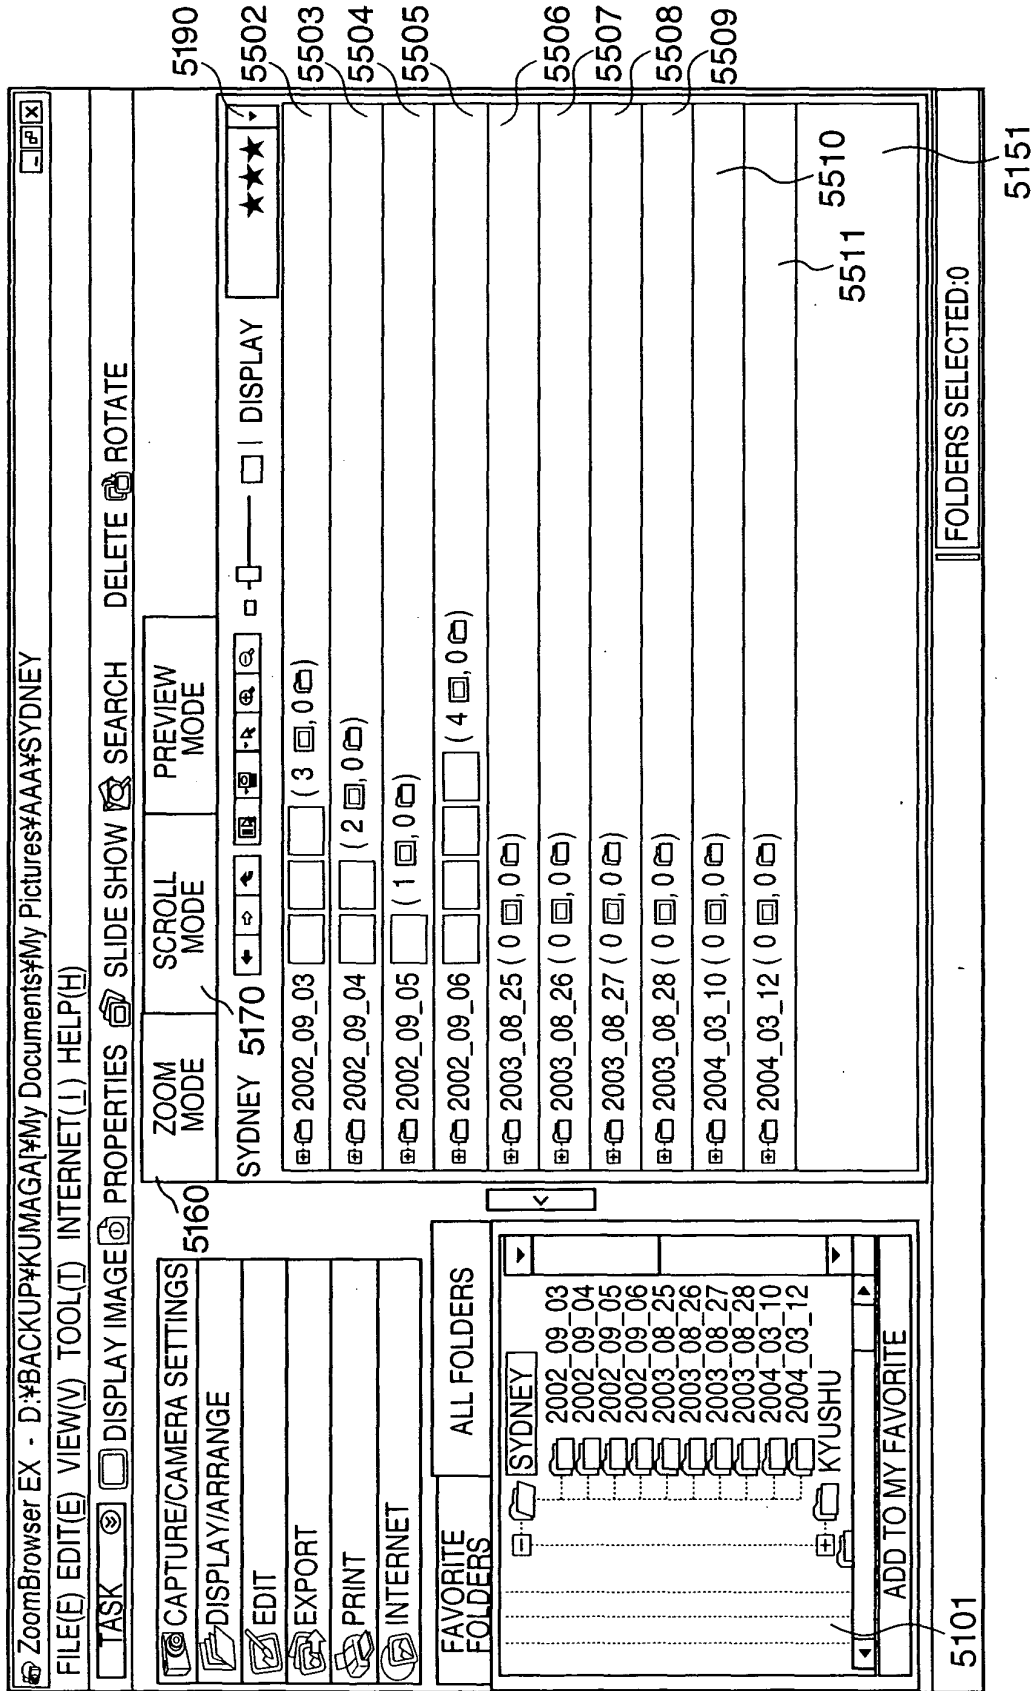 ZoomBrowser EX - D:¥BACKUP¥KUMAGA[¥My Documents¥My Pictures¥AAA¥SYDNEY
FILE(E) EDIT(E) VIEW(V) TOOL(T) INTERNET(I) HELP(H)
TASK DISPLAY IMAGE PROPERTIES SLIDE SHOW SEARCH DELETE ROTATE
CAPTURE/CAMERA SETTINGS
DISPLAY/ARRANGE
EDIT
EXPORT
PRINT
INTERNET
FAVORITE FOLDERS
ALL FOLDERS
SYDNEY
2002_09_03
2002_09_04
2002_09_05
2002_09_06
2003_08_25
2003_08_26
2003_08_27
2003_08_28
2004_03_10
2004_03_12
KYUSHU
ADD TO MY FAVORITE
5101
5160
ZOOM MODE
SCROLL MODE
PREVIEW MODE
SYDNEY 5170
DISPLAY
★★★
2002_09_03 (3 ,0 )
2002_09_04 (2 ,0 )
2002_09_05 (1 ,0 )
2002_09_06 (4 ,0 )
2003_08_25 (0 ,0 )
2003_08_26 (0 ,0 )
2003_08_27 (0 ,0 )
2003_08_28 (0 ,0 )
2004_03_10 (0 ,0 )
2004_03_12 (0 ,0 )
5190
5502
5503
5504
5505
5506
5507
5508
5509
5510
5511
FOLDERS SELECTED:0
5151